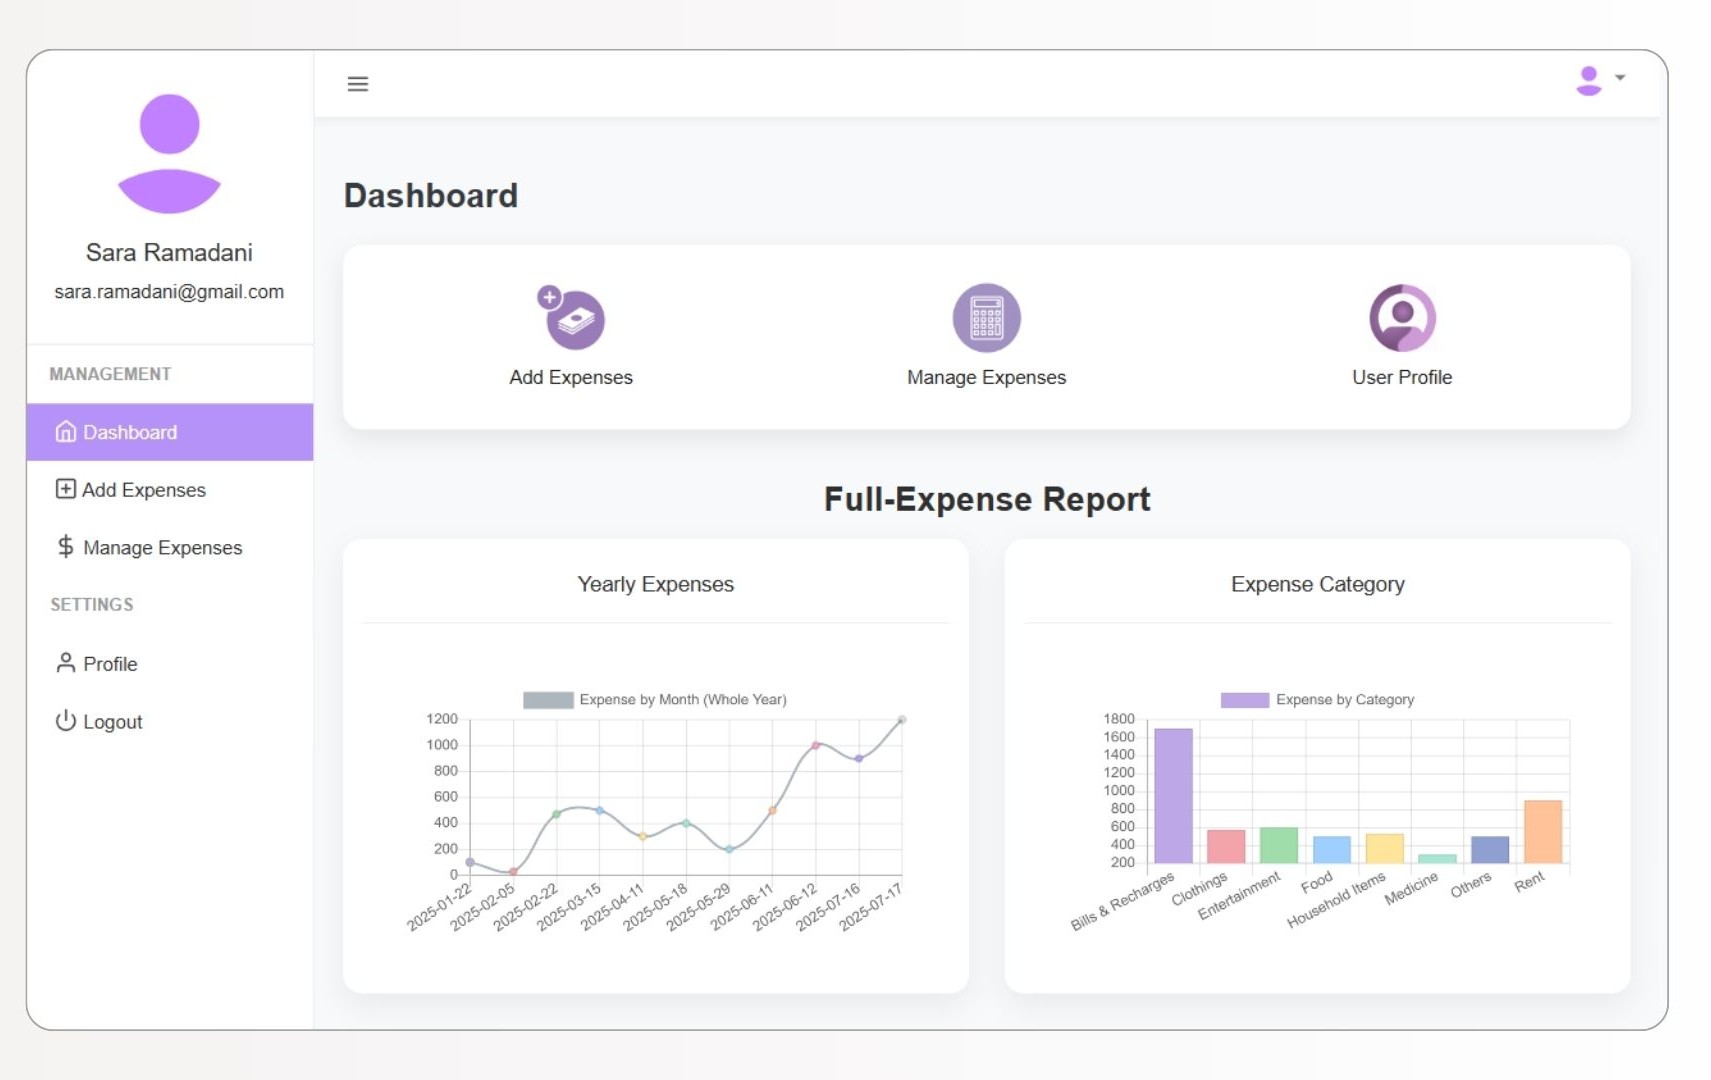 Sara Ramadani
sara.ramadani@gmail.com
MANAGEMENT
Dashboard
Add Expenses
Manage Expenses
SETTINGS
Profile
Logout
Dashboard
Add Expenses
Manage Expenses
User Profile
Full-Expense Report
Yearly Expenses
Expense by Month (Whole Year)
1200
1000
800
600
400
200
0
2025-01-22
2025-02-05
2025-02-22
2025-03-15
2025-04-11
2025-05-18
2025-05-29
2025-06-11
2025-06-12
2025-07-16
2025-07-17
Expense Category
Expense by Category
1800
1600
1400
1200
1000
800
600
400
200
Bills & Recharges
Clothings
Entertainment
Food
Household Items
Medicine
Others
Rent